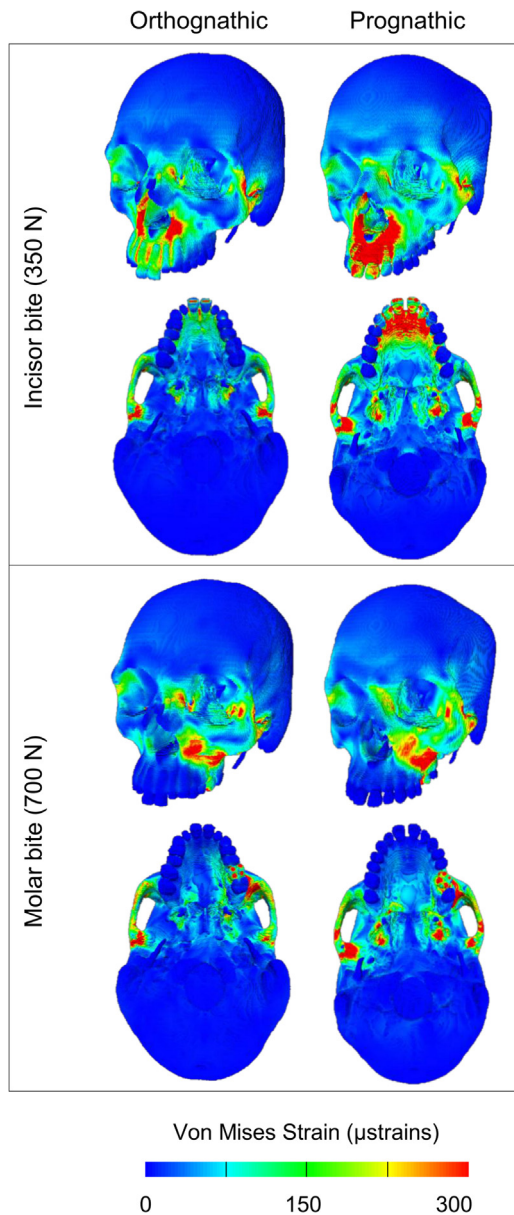 Orthognathic Prognathic
Incisor bite (350 N)
Molar bite (700 N)
Von Mises Strain (µstrains)
0 150 300